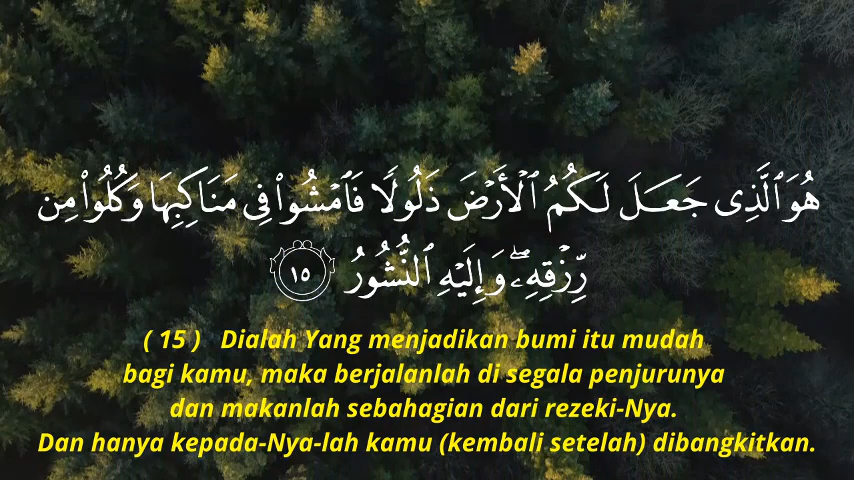 هُوَ ٱلَّذِى جَعَلَ لَكُمُ ٱلْأَرْضَ ذَلُولًا فَٱمْشُوا۟ فِى مَنَاكِبِهَا وَكُلُوا۟ مِن
رِّزْقِهِۦ ۖ وَإِلَيْهِ ٱلنُّشُورُ ١٥
( 15 ) Dialah Yang menjadikan bumi itu mudah
bagi kamu, maka berjalanlah di segala penjurunya
dan makanlah sebahagian dari rezeki-Nya.
Dan hanya kepada-Nya-lah kamu (kembali setelah) dibangkitkan.